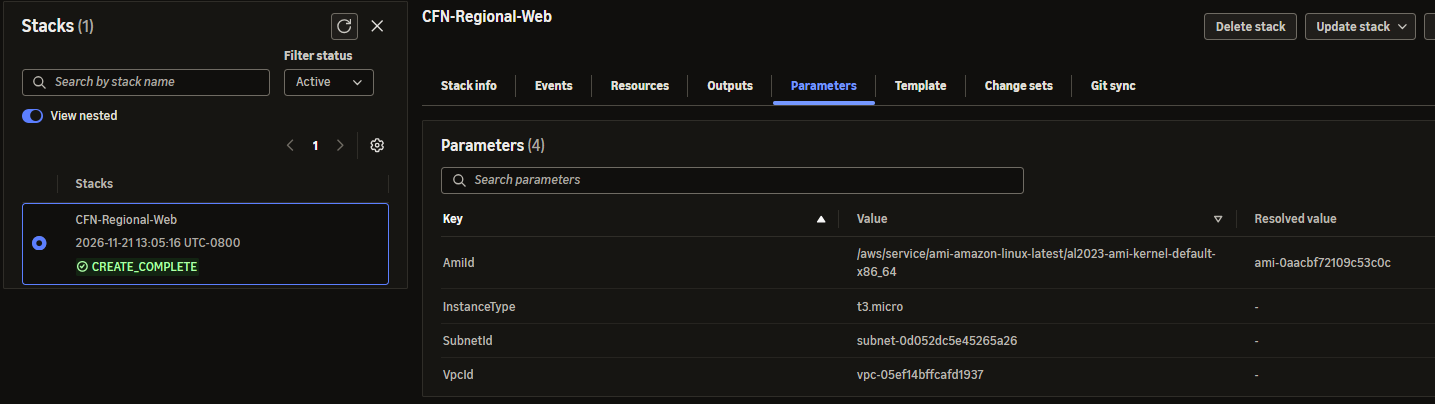 Stacks (1)
Filter status
Search by stack name
Active
View nested
1
Stacks
CFN-Regional-Web
2026-11-21 13:05:16 UTC-0800
CREATE_COMPLETE
CFN-Regional-Web
Delete stack
Update stack
Stack info
Events
Resources
Outputs
Parameters
Template
Change sets
Git sync
Parameters (4)
Search parameters
Key Value Resolved value
AmiId /aws/service/ami-amazon-linux-latest/al2023-ami-kernel-default- ami-0aacbf72109c53c0c
x86_64
InstanceType t3.micro -
SubnetId subnet-0d052dc5e45265a26 -
VpcId vpc-05ef14bffcafd1937 -